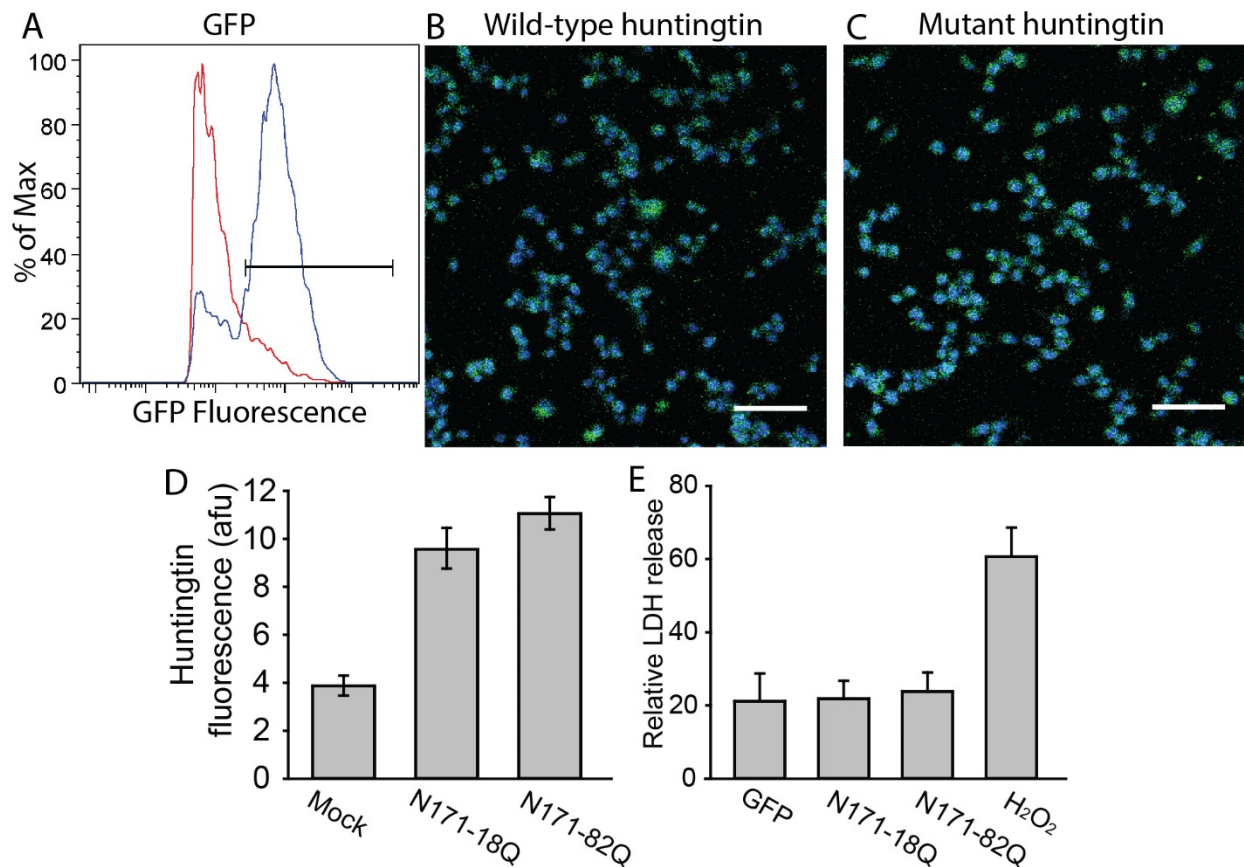 A
GFP
% of Max
100
80
60
40
20
0
GFP Fluorescence
B
Wild-type huntingtin
C
Mutant huntingtin
D
Huntingtin
fluorescence (afu)
12
10
8
6
4
2
0
Mock
N171-18Q
N171-82Q
E
Relative LDH release
80
60
40
20
0
GFP
N171-18Q
N171-82Q
H₂O₂